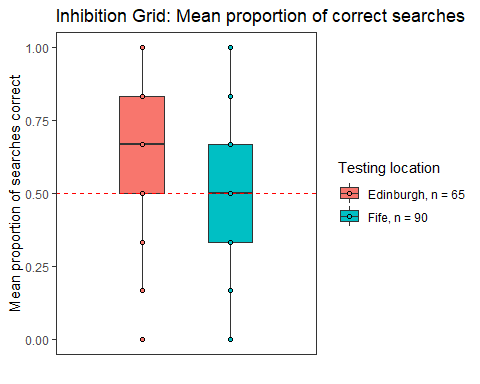 Inhibition Grid: Mean proportion of correct searches
Mean proportion of searches correct
1.00
0.75
0.50
0.25
0.00
Testing location
Edinburgh, n = 65
Fife, n = 90